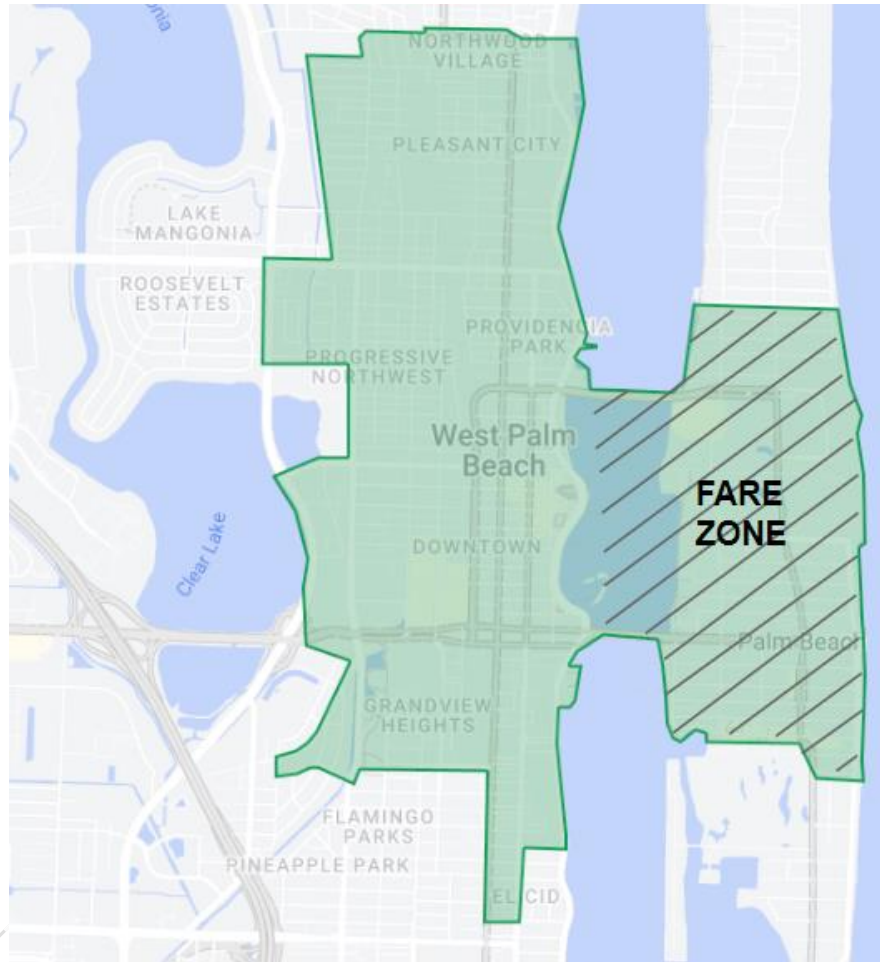 onia
NORTHWOOD
VILLAGE
PLEASANT CITY
LAKE
MANGONIA
ROOSEVELT
ESTATES
PROVIDENCIA
PARK
PROGRESSIVE
NORTHWEST
West Palm
Beach
FARE
ZONE
Clear Lake
DOWNTOWN
Palm Beach
GRANDVIEW
HEIGHTS
FLAMINGO
PARKS
PINEAPPLE PARK
EL CID